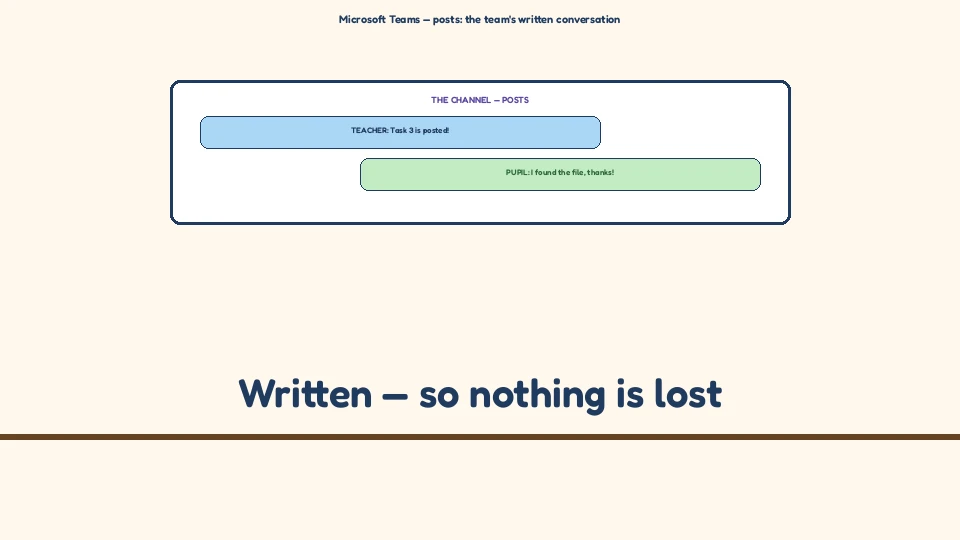 Microsoft Teams — posts: the team's written conversation
THE CHANNEL — POSTS
TEACHER: Task 3 is posted!
PUPIL: I found the file, thanks!
Written — so nothing is lost